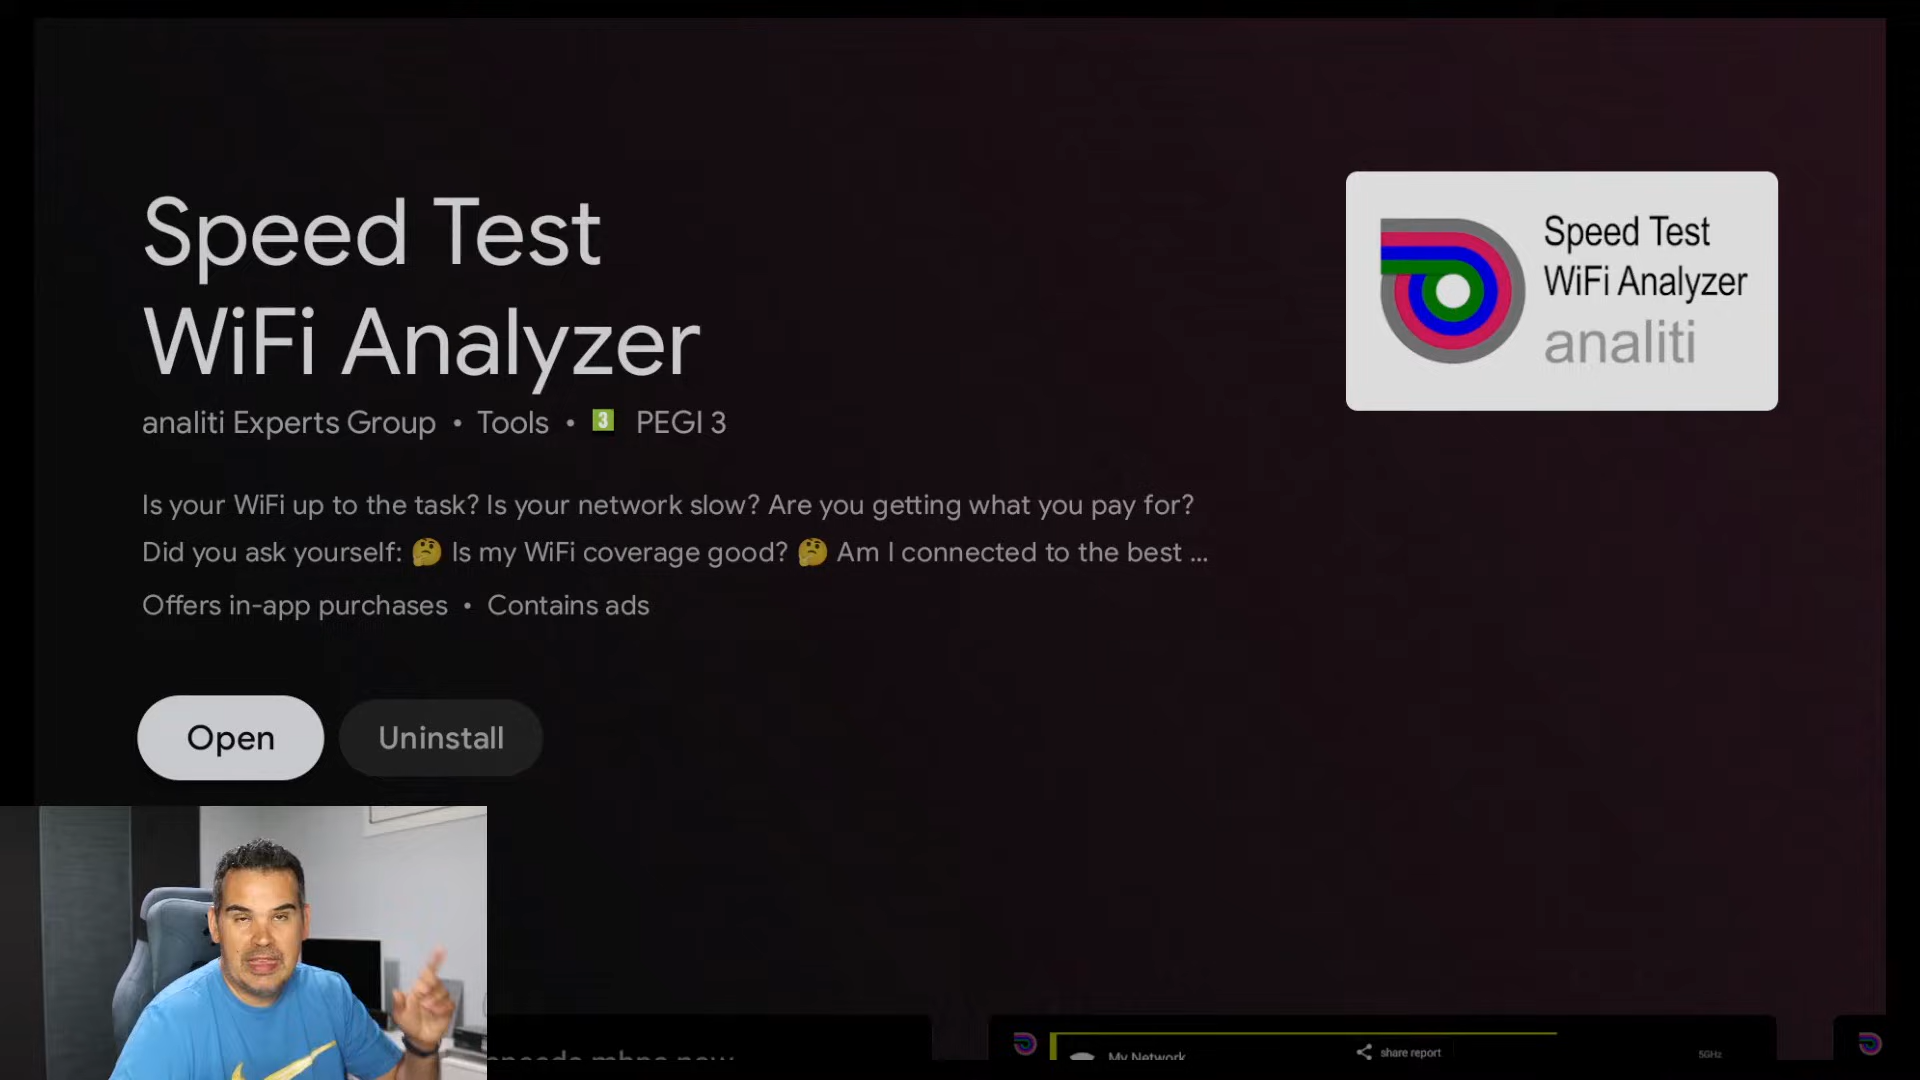 Speed Test
WiFi Analyzer
analiti Experts Group • Tools • 3 PEGI 3
Is your WiFi up to the task? Is your network slow? Are you getting what you pay for?
Did you ask yourself: 🤔 Is my WiFi coverage good? 🤔 Am I connected to the best ...
Offers in-app purchases • Contains ads
Open
Uninstall
Speed Test
WiFi Analyzer
analiti
My Network
share report
5GHz